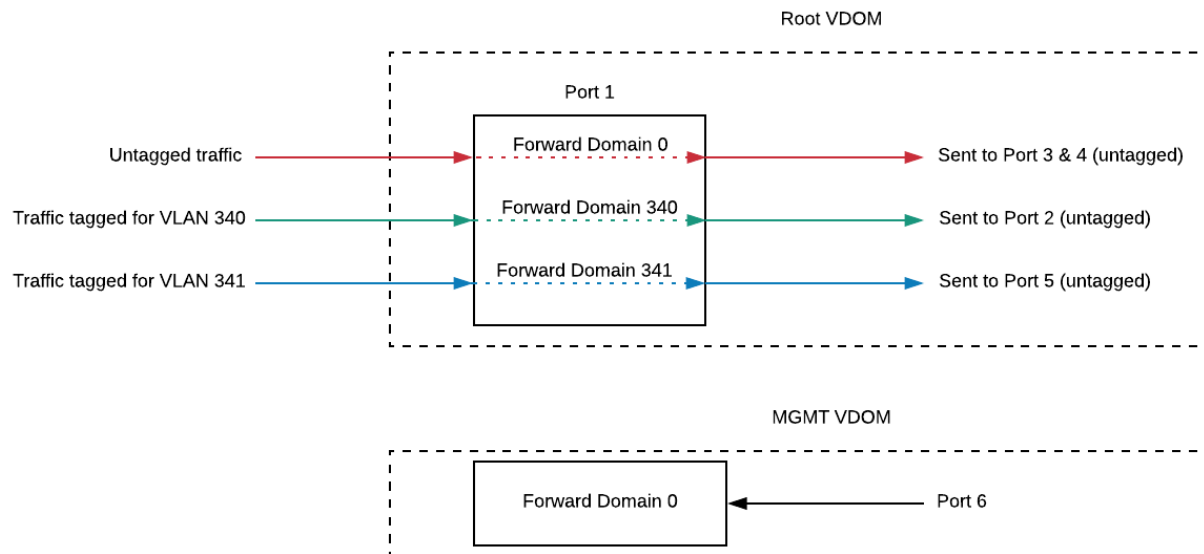 Root VDOM
Port 1
Untagged traffic
Forward Domain 0
Sent to Port 3 & 4 (untagged)
Traffic tagged for VLAN 340
Forward Domain 340
Sent to Port 2 (untagged)
Traffic tagged for VLAN 341
Forward Domain 341
Sent to Port 5 (untagged)
MGMT VDOM
Forward Domain 0
Port 6